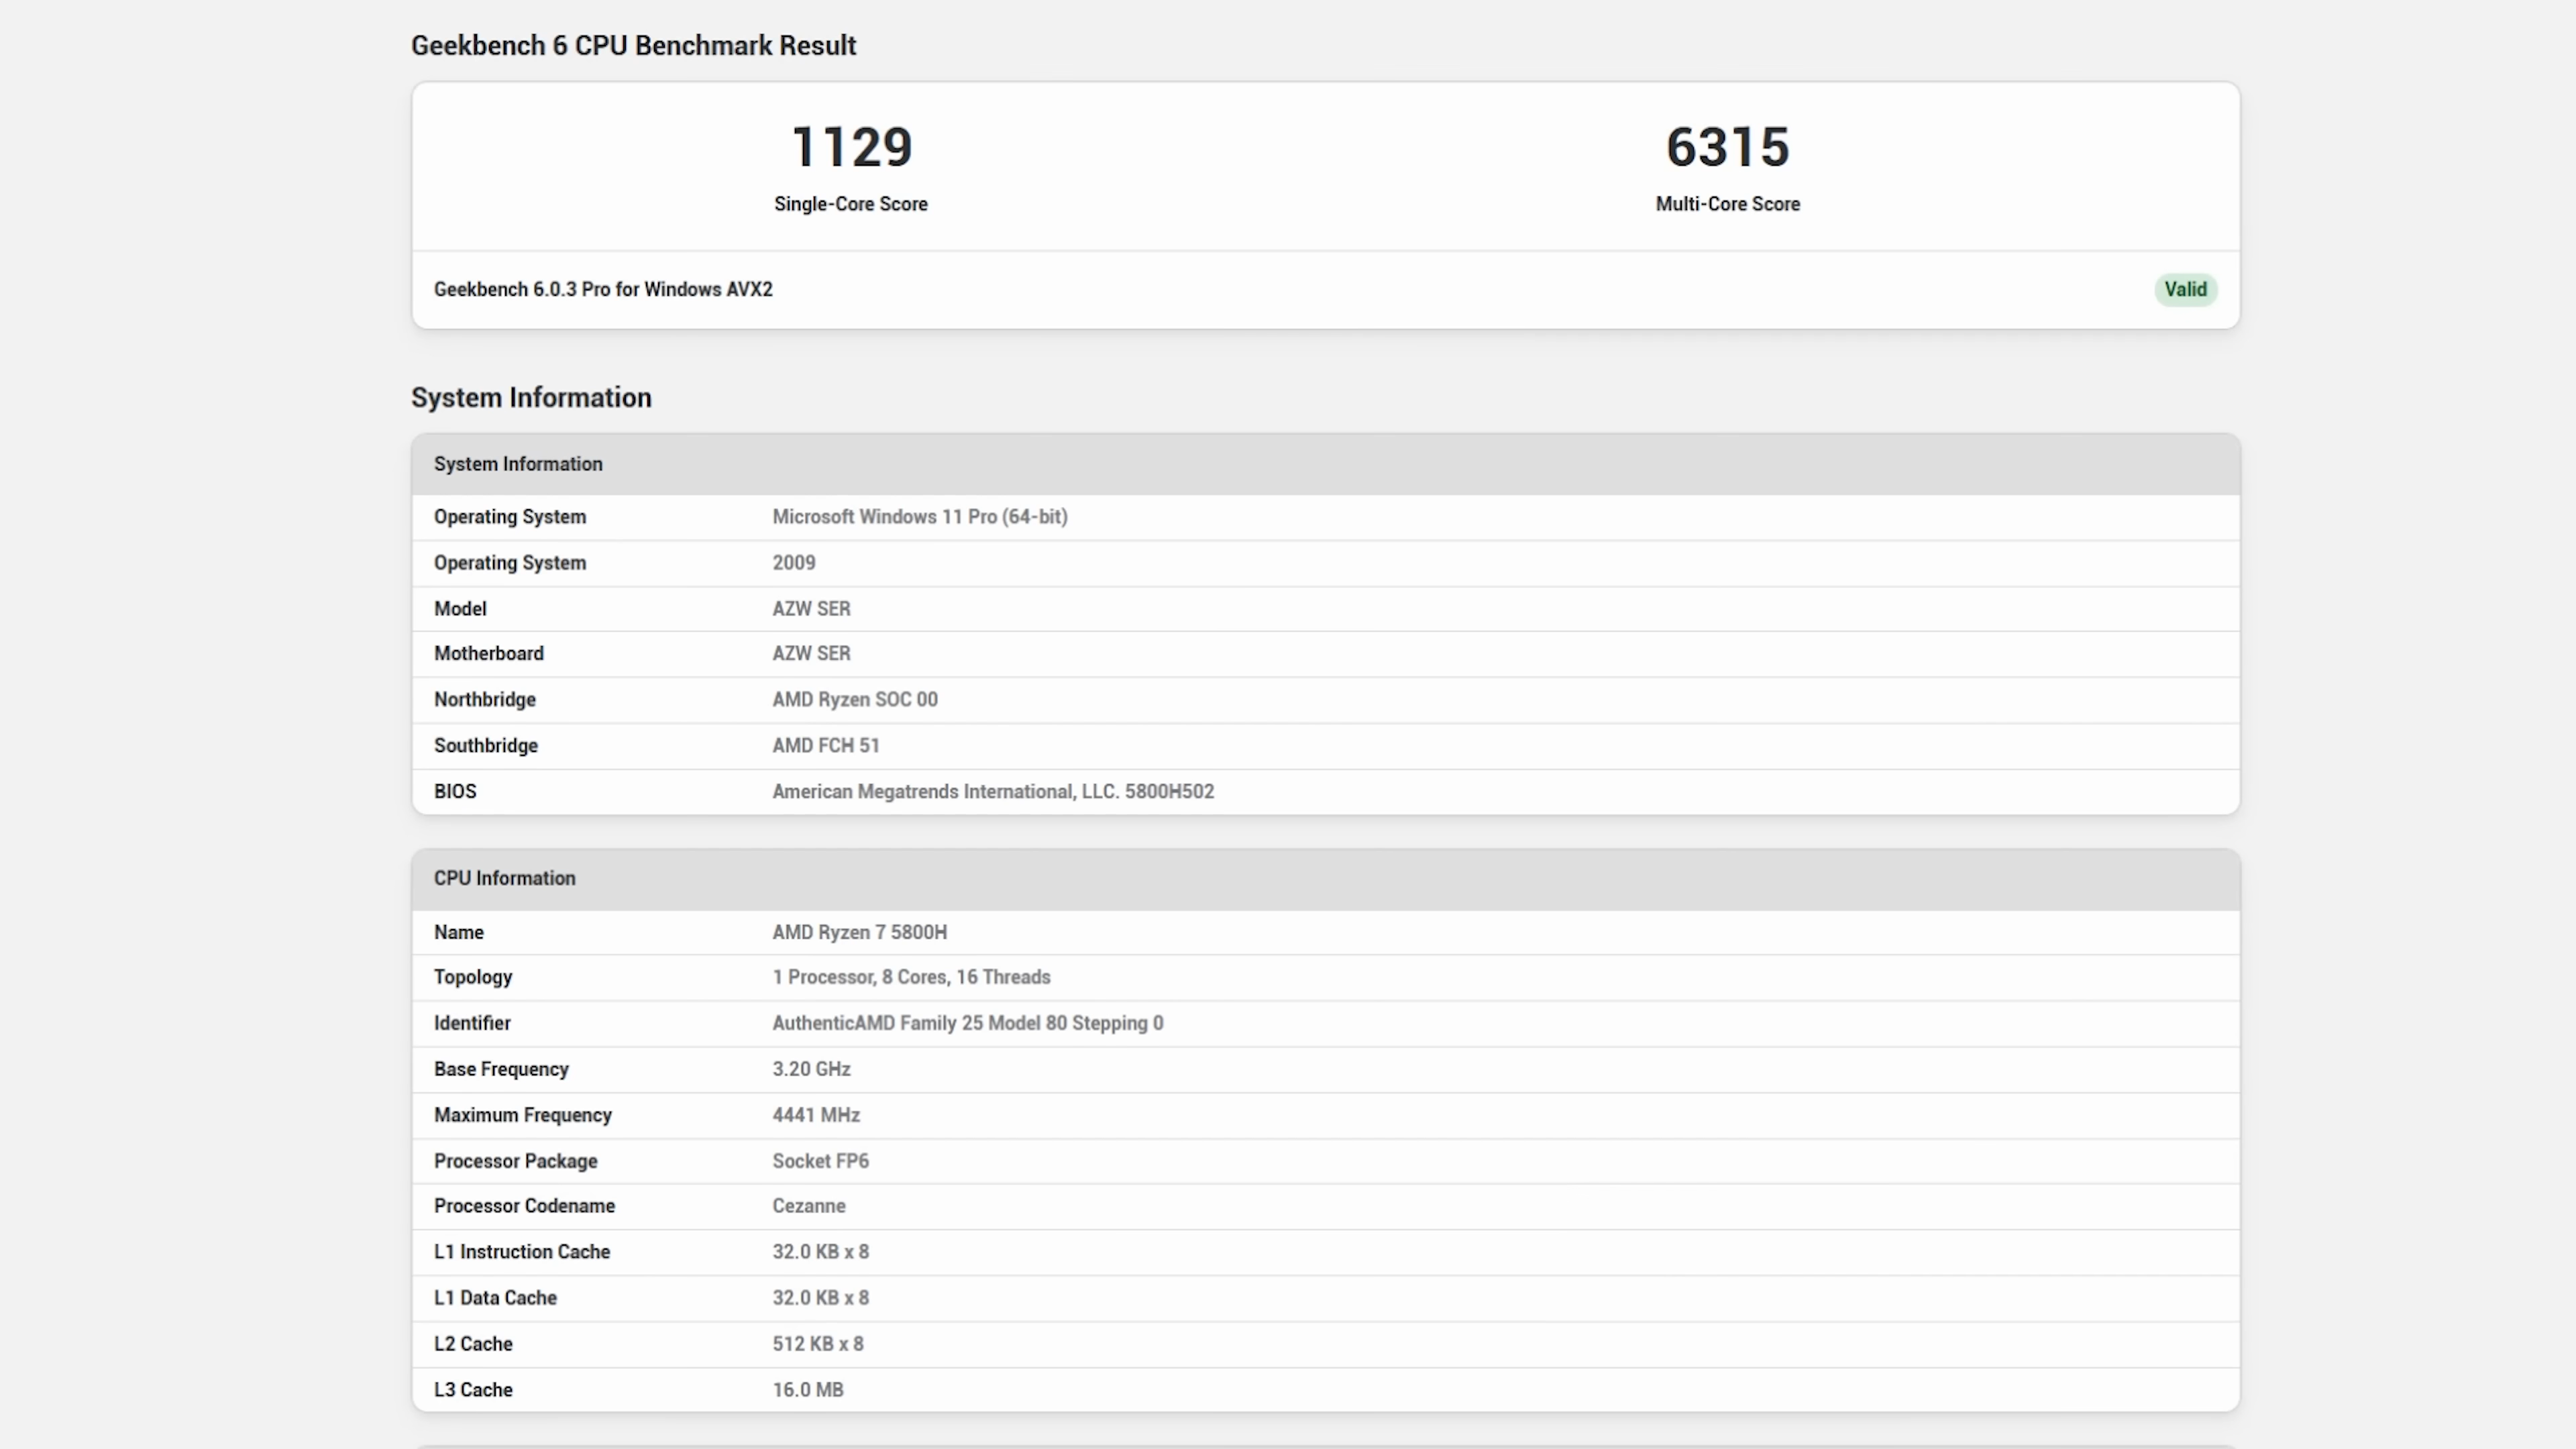 Geekbench 6 CPU Benchmark Result
1129
6315
Single-Core Score
Multi-Core Score
Geekbench 6.0.3 Pro for Windows AVX2
Valid
System Information
System Information
Operating System Microsoft Windows 11 Pro (64-bit)
Operating System 2009
Model AZW SER
Motherboard AZW SER
Northbridge AMD Ryzen SOC 00
Southbridge AMD FCH 51
BIOS American Megatrends International, LLC. 5800H502
CPU Information
Name AMD Ryzen 7 5800H
Topology 1 Processor, 8 Cores, 16 Threads
Identifier AuthenticAMD Family 25 Model 80 Stepping 0
Base Frequency 3.20 GHz
Maximum Frequency 4441 MHz
Processor Package Socket FP6
Processor Codename Cezanne
L1 Instruction Cache 32.0 KB x 8
L1 Data Cache 32.0 KB x 8
L2 Cache 512 KB x 8
L3 Cache 16.0 MB